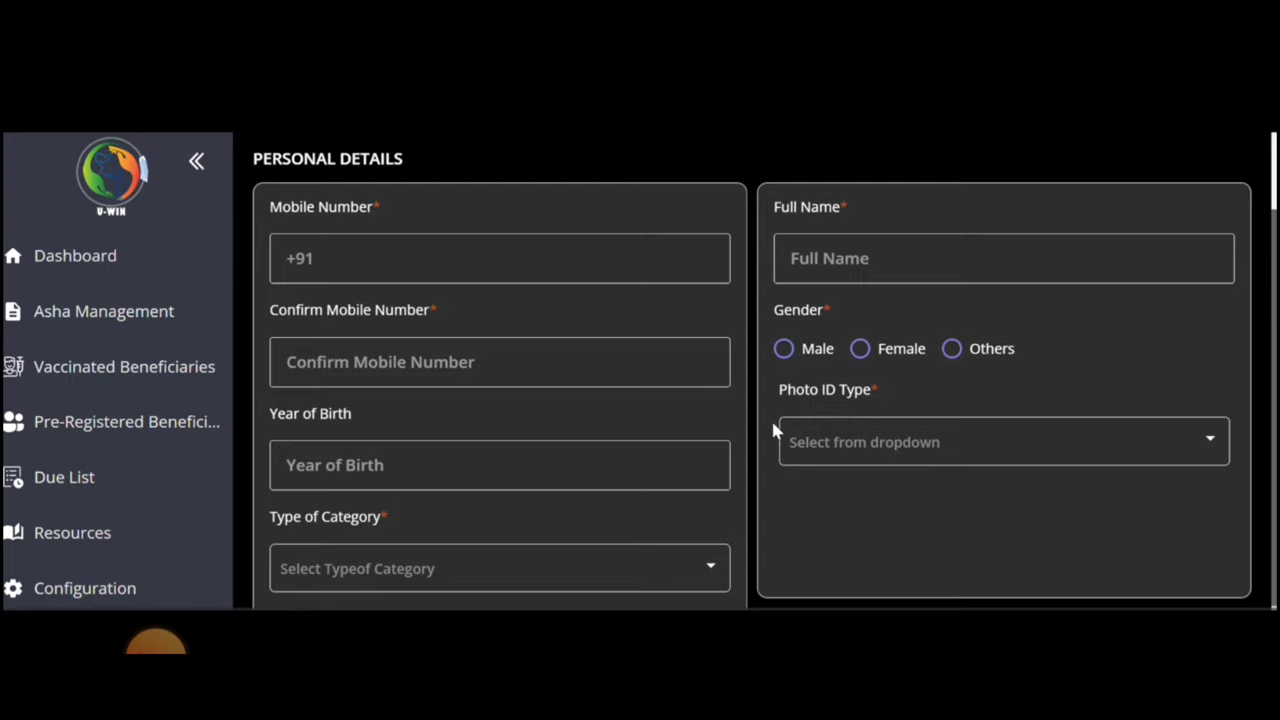 U-WIN
Dashboard
Asha Management
Vaccinated Beneficiaries
Pre-Registered Benefici...
Due List
Resources
Configuration
PERSONAL DETAILS
Mobile Number*
+91
Confirm Mobile Number*
Confirm Mobile Number
Year of Birth
Year of Birth
Type of Category*
Select Typeof Category
Full Name*
Full Name
Gender*
Male Female Others
Photo ID Type*
Select from dropdown